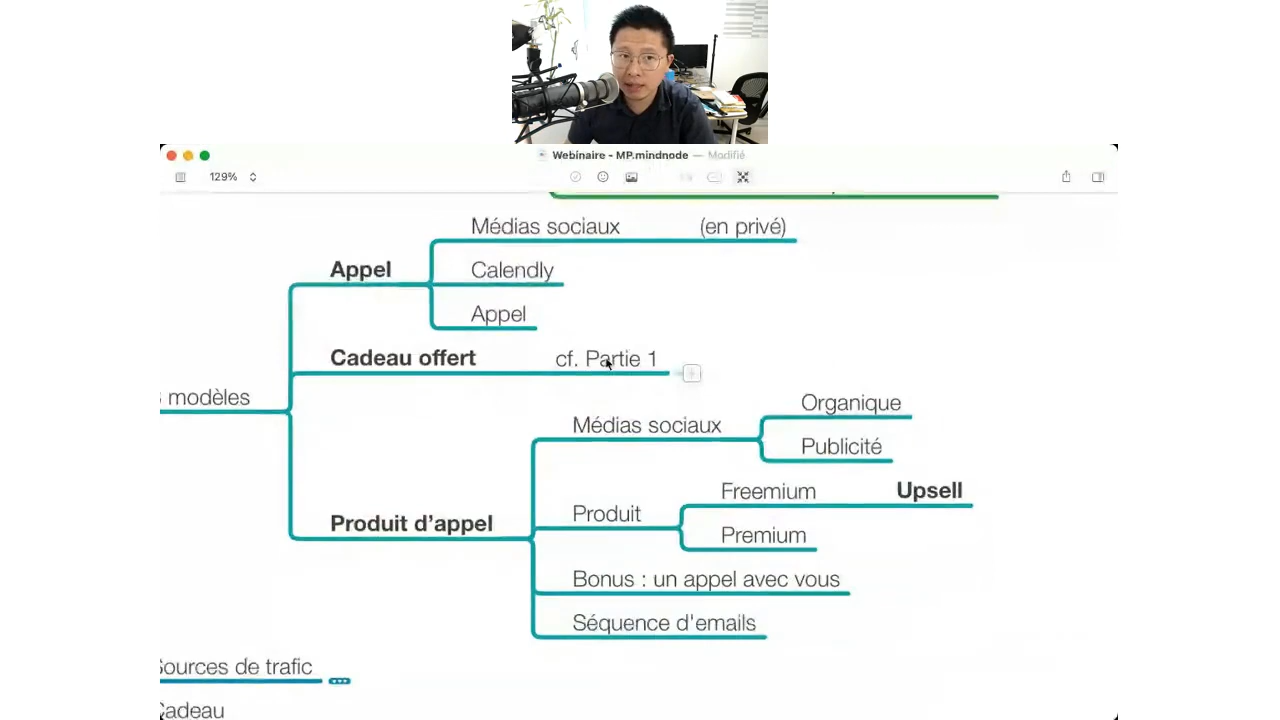 Webinaire - MP.mindnode — Modifié
129%
Médias sociaux (en privé)
Appel
Calendly
Appel
Cadeau offert cf. Partie 1
modèles
Organique
Médias sociaux
Publicité
Freemium Upsell
Produit
Produit d’appel
Premium
Bonus : un appel avec vous
Séquence d'emails
Sources de trafic
Cadeau